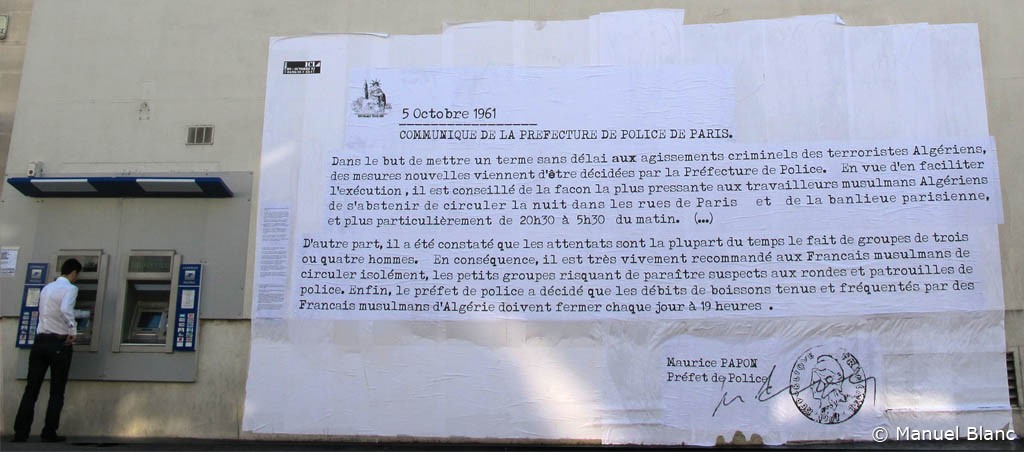 ICI
5 Octobre 1961
COMMUNIQUE DE LA PREFECTURE DE POLICE DE PARIS.
Dans le but de mettre un terme sans délai aux agissements criminels des terroristes Algériens,
des mesures nouvelles viennent d'être décidées par la Préfecture de Police. En vue d'en faciliter
l'exécution, il est conseillé de la facon la plus pressante aux travailleurs musulmans Algériens
de s'abstenir de circuler la nuit dans les rues de Paris et de la banlieue parisienne,
et plus particulièrement de 20h30 à 5h30 du matin. (...)
D'autre part, il a été constaté que les attentats sont la plupart du temps le fait de groupes de trois
ou quatre hommes. En conséquence, il est très vivement recommandé aux Francais musulmans de
circuler isolément, les petits groupes risquant de paraître suspects aux rondes et patrouilles de
police. Enfin, le préfet de police a décidé que les débits de boissons tenus et fréquentés par des
Francais musulmans d'Algérie doivent fermer chaque jour à 19 heures .
Maurice PAPON
Préfet de Police
© Manuel Blanc